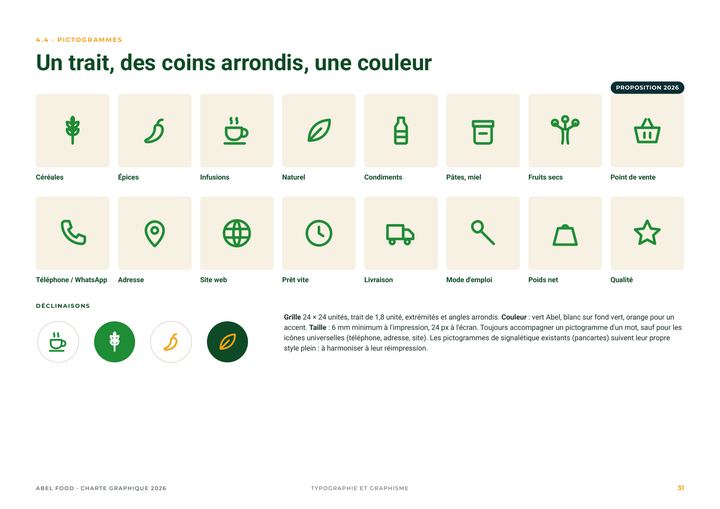 4.4 - PICTOGRAMMES
Un trait, des coins arrondis, une couleur
PROPOSITION 2026
Céréales
Épices
Infusions
Naturel
Condiments
Pâtes, miel
Fruits secs
Point de vente
Téléphone / WhatsApp
Adresse
Site web
Prêt vite
Livraison
Mode d'emploi
Poids net
Qualité
DÉCLINAISONS
Grille 24 × 24 unités, trait de 1,8 unité, extrémités et angles arrondis. Couleur : vert Abel, blanc sur fond vert, orange pour un
accent. Taille : 6 mm minimum à l'impression, 24 px à l'écran. Toujours accompagner un pictogramme d'un mot, sauf pour les
icônes universelles (téléphone, adresse, site). Les pictogrammes de signalétique existants (pancartes) suivent leur propre
style plein : à harmoniser à leur réimpression.
ABEL FOOD - CHARTE GRAPHIQUE 2026
TYPOGRAPHIE ET GRAPHISME
31